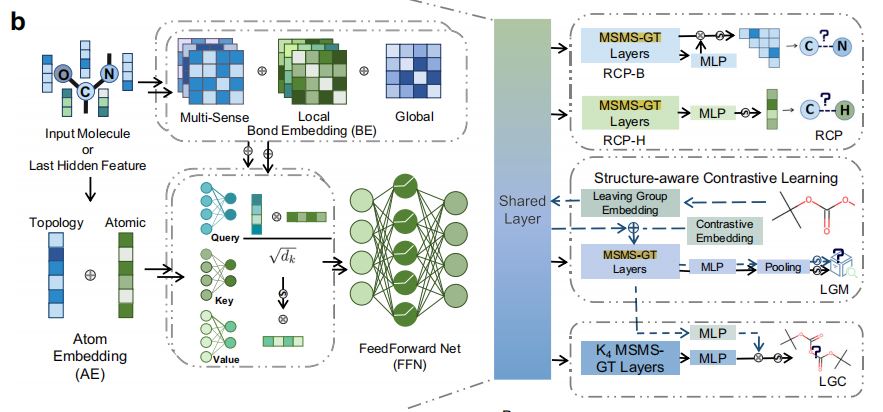 b
O
N
C
Input Molecule
or
Last Hidden Feature
Multi-Sense
Local
Global
Bond Embedding (BE)
Topology
Atomic
Atom
Embedding
(AE)
Query
Key
Value
√dk
FeedForward Net
(FFN)
Shared
Layer
MSMS-GT
Layers
RCP-B
MLP
C
?
N
MSMS-GT
Layers
RCP-H
MLP
C
?
H
RCP
Structure-aware Contrastive Learning
Leaving Group
Embedding
Contrastive
Embedding
MSMS-GT
Layers
MLP
Pooling
?
LGM
O
O
MLP
K4 MSMS-
GT Layers
MLP
?
LGC